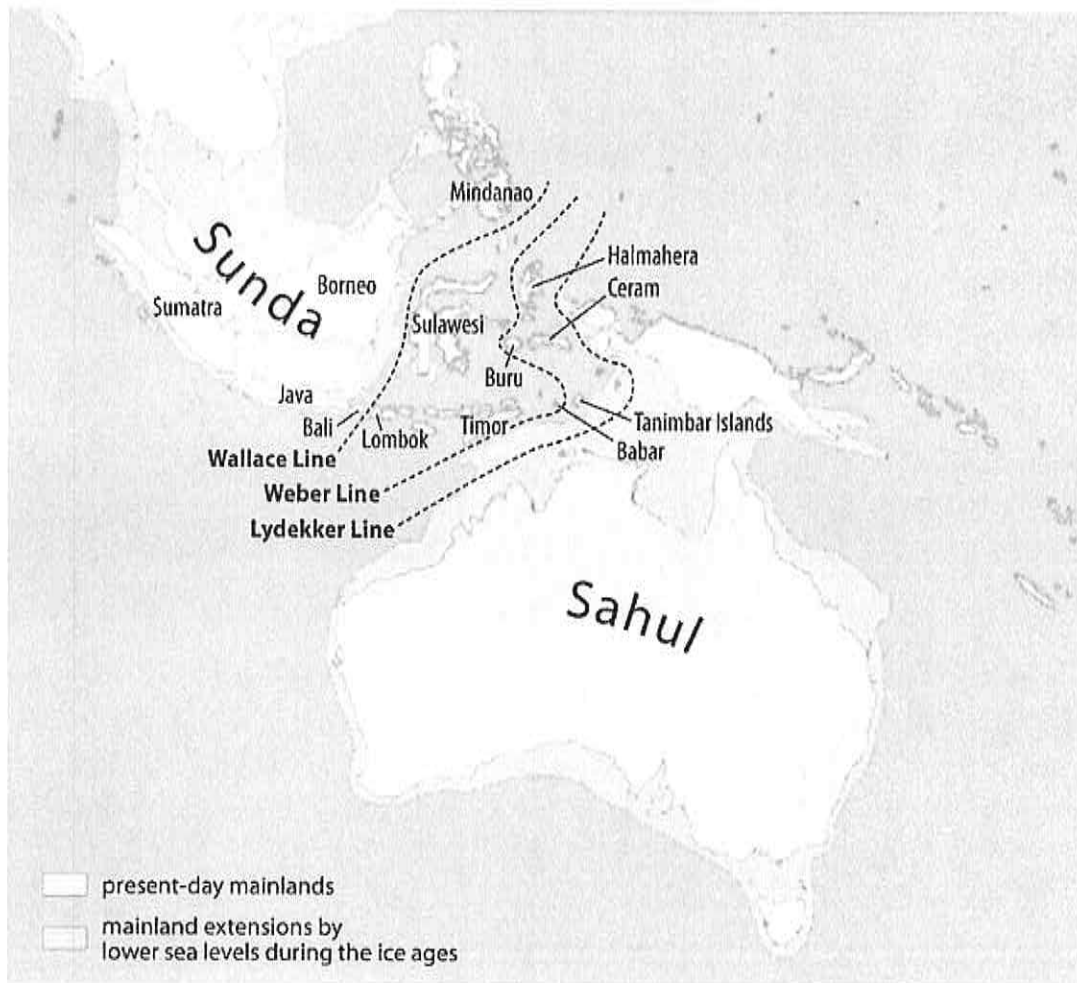 Mindanao
Halmahera
Ceram
Sunda
Borneo
Sumatra
Sulawesi
Buru
Java
Bali
Lombok
Timor
Tanimbar Islands
Babar
Wallace Line
Weber Line
Lydekker Line
Sahul
present-day mainlands
mainland extensions by
lower sea levels during the ice ages